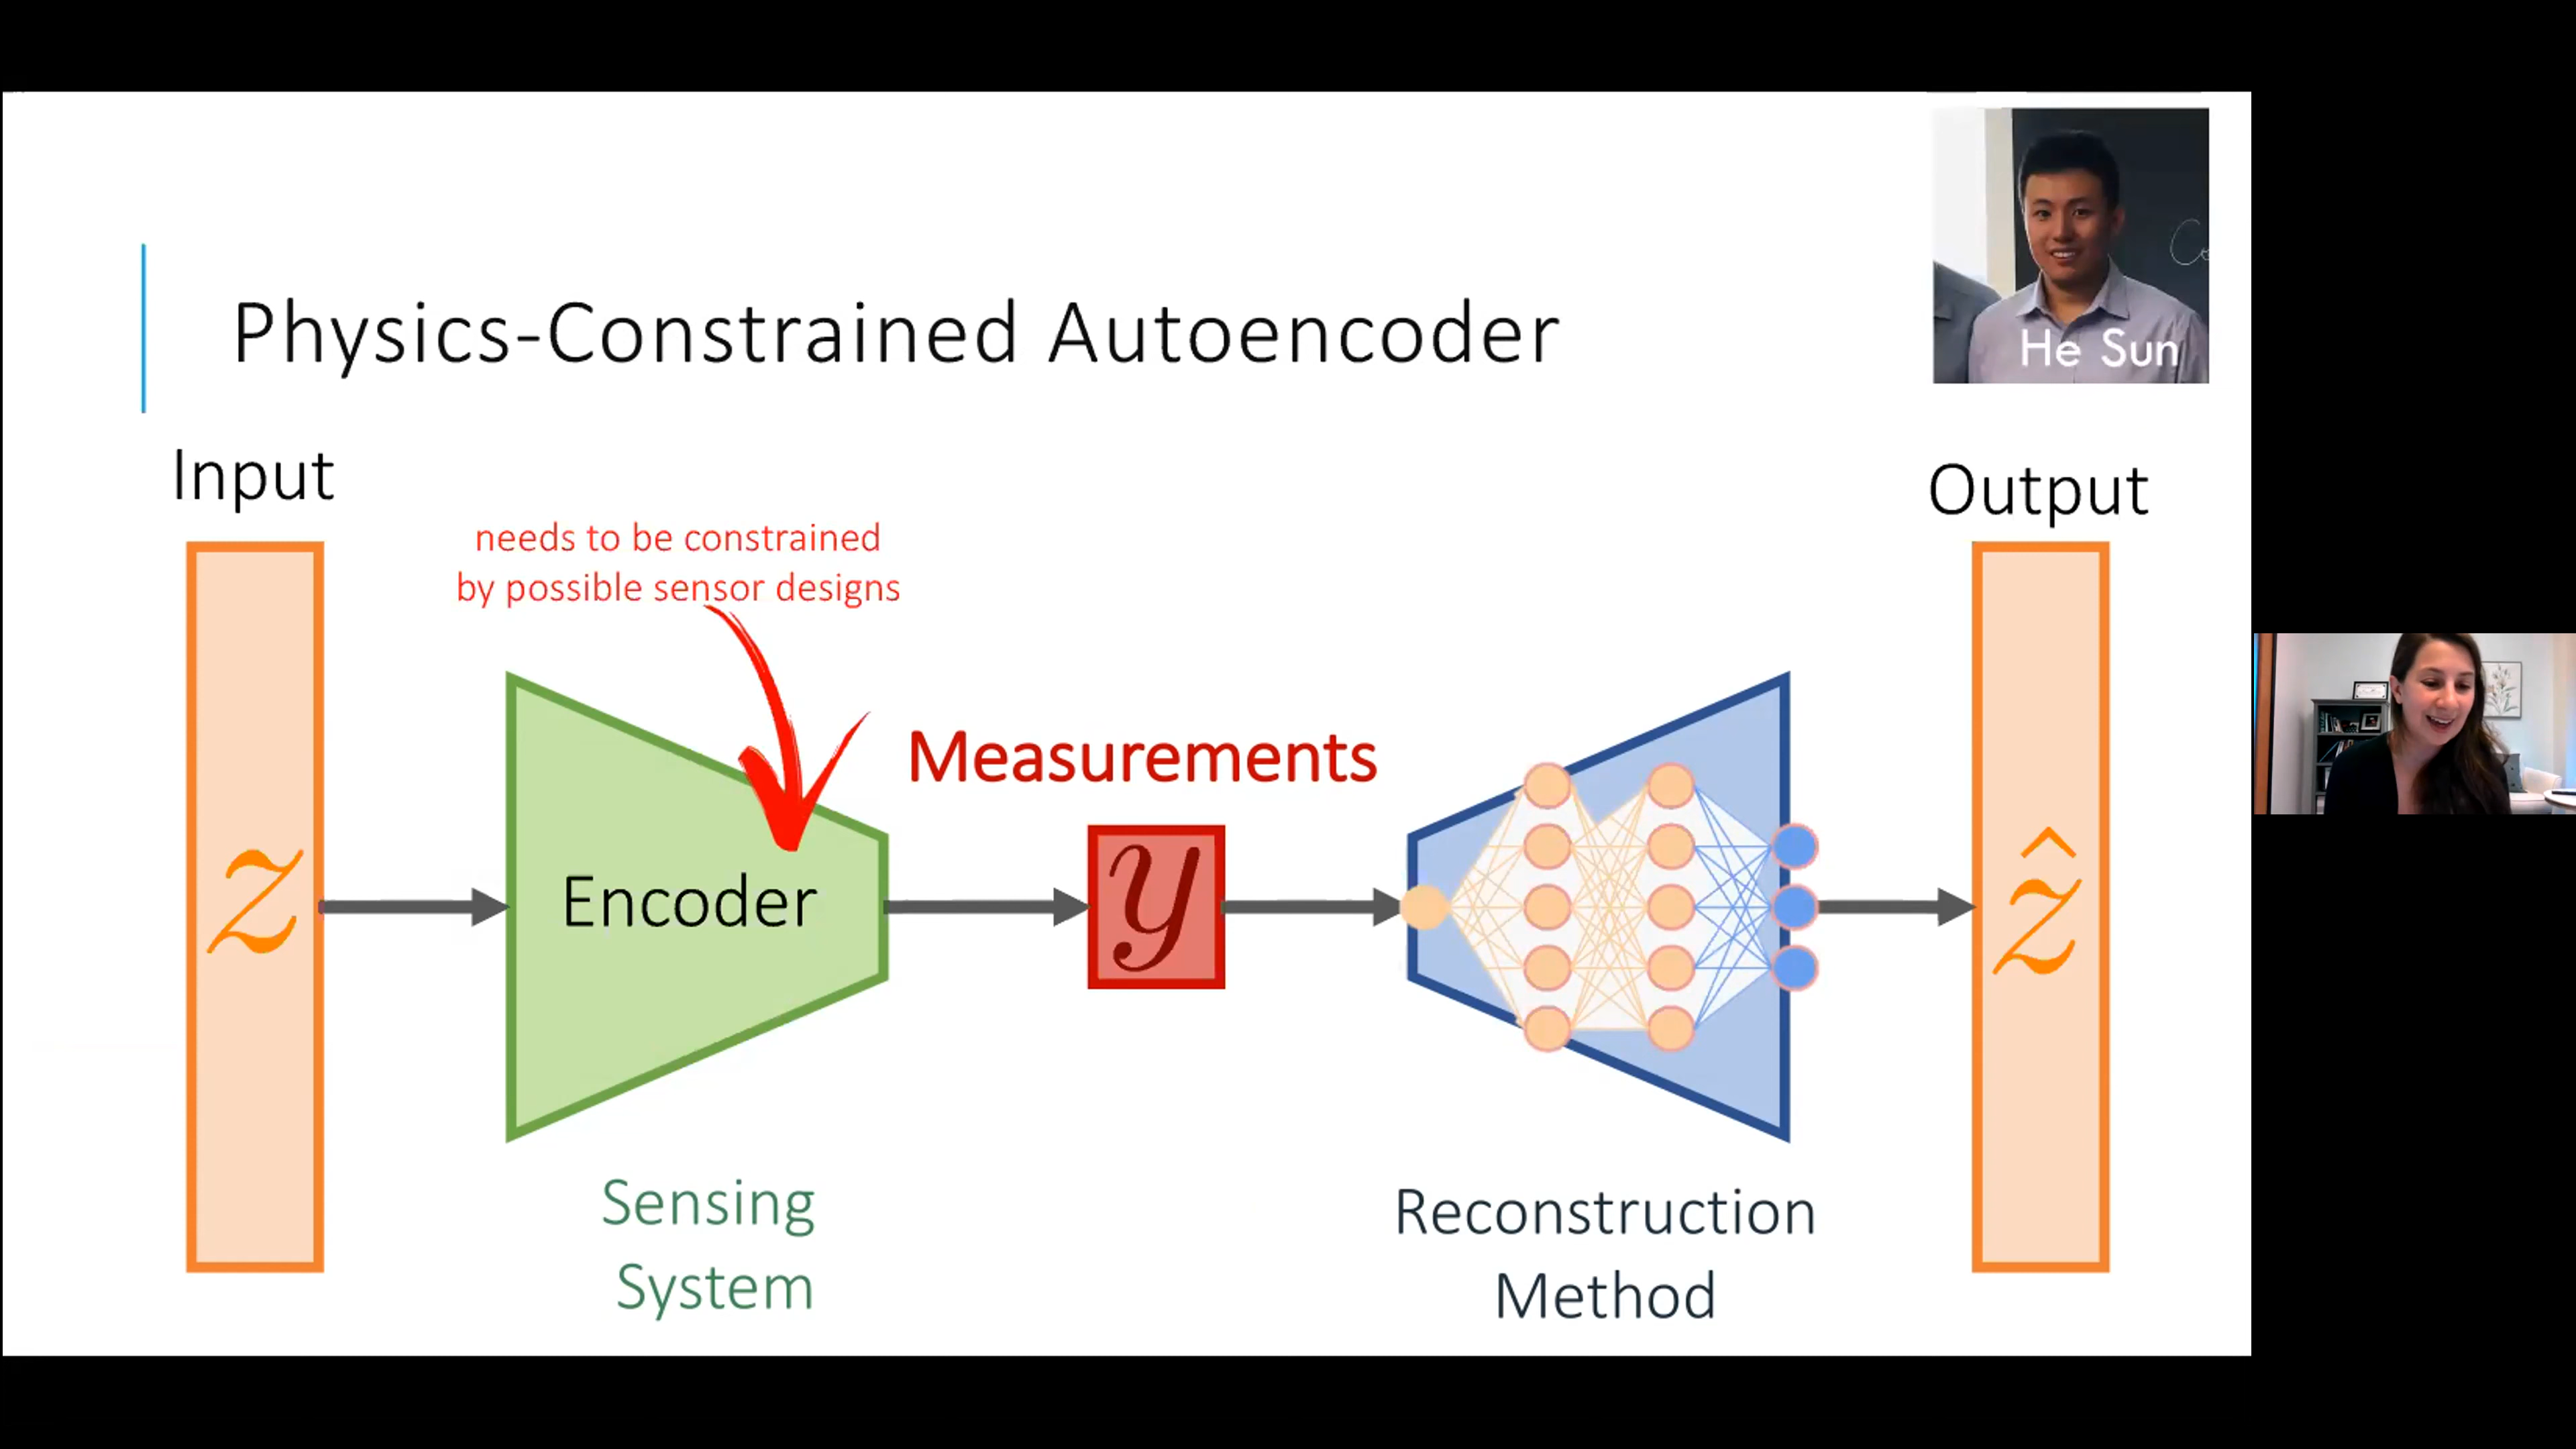 He Sun
Physics-Constrained Autoencoder
Input
Output
needs to be constrained
by possible sensor designs
Measurements
z
Encoder
y
ẑ
Sensing
System
Reconstruction
Method